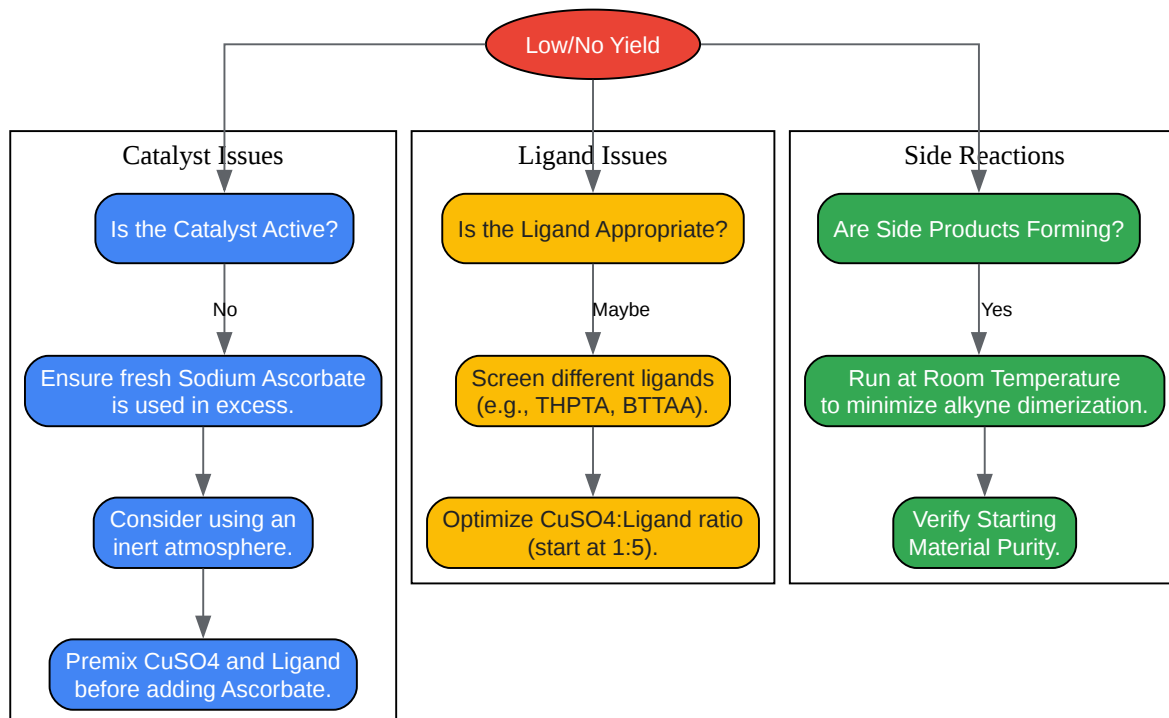 Low/No Yield
Catalyst Issues
Is the Catalyst Active?
No
Ensure fresh Sodium Ascorbate
is used in excess.
Consider using an
inert atmosphere.
Premix CuSO4 and Ligand
before adding Ascorbate.
Ligand Issues
Is the Ligand Appropriate?
Maybe
Screen different ligands
(e.g., THPTA, BTTAA).
Optimize CuSO4:Ligand ratio
(start at 1:5).
Side Reactions
Are Side Products Forming?
Yes
Run at Room Temperature
to minimize alkyne dimerization.
Verify Starting
Material Purity.